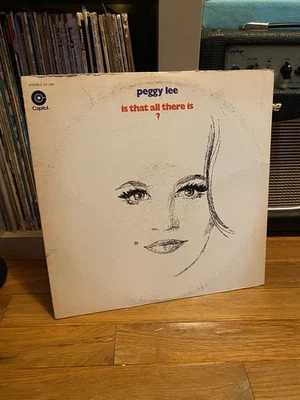 peggy lee
is that all there is
?
Capitol